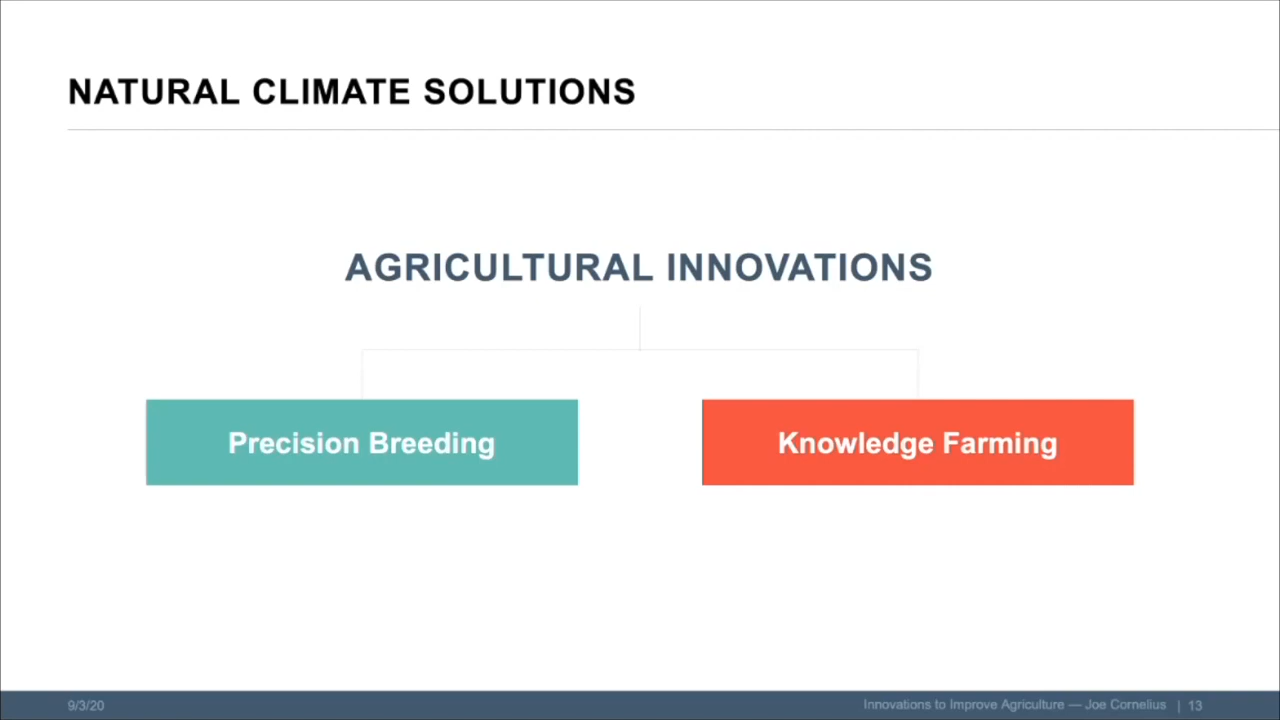 NATURAL CLIMATE SOLUTIONS
AGRICULTURAL INNOVATIONS
Precision Breeding
Knowledge Farming
9/3/20
Innovations to Improve Agriculture — Joe Cornelius | 13